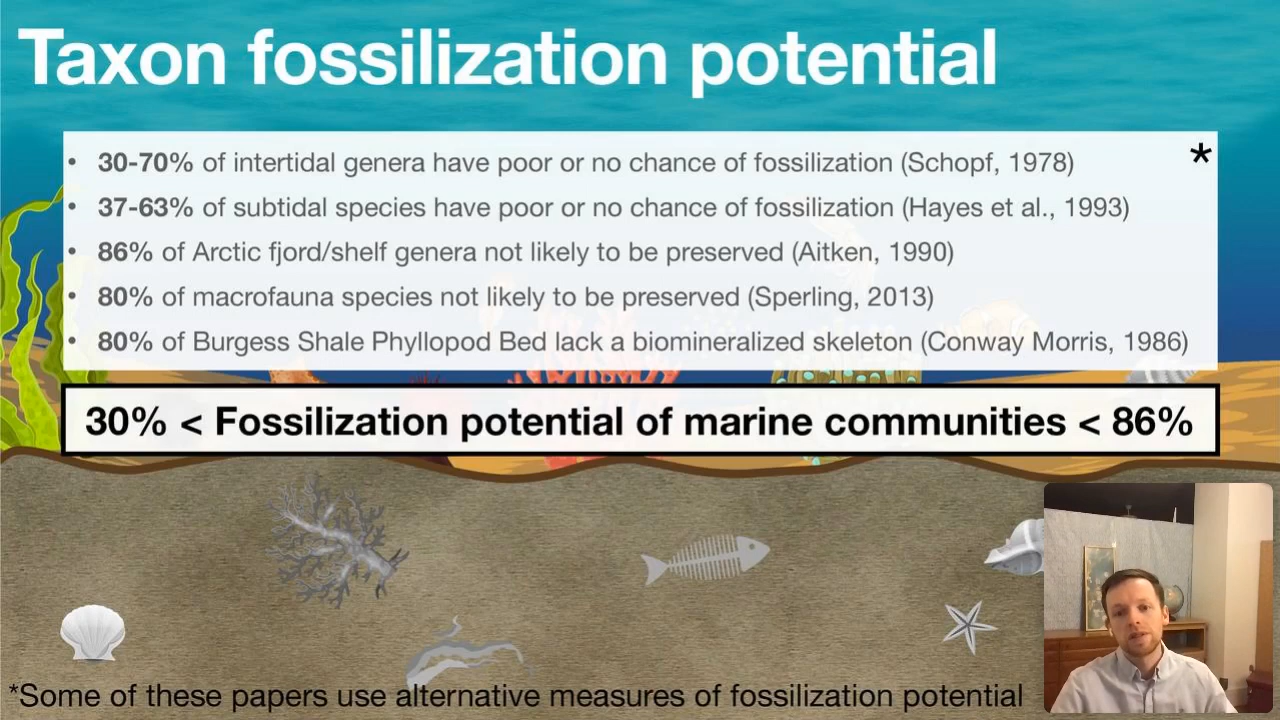 Taxon fossilization potential
• 30-70% of intertidal genera have poor or no chance of fossilization (Schopf, 1978) *
• 37-63% of subtidal species have poor or no chance of fossilization (Hayes et al., 1993)
• 86% of Arctic fjord/shelf genera not likely to be preserved (Aitken, 1990)
• 80% of macrofauna species not likely to be preserved (Sperling, 2013)
• 80% of Burgess Shale Phyllopod Bed lack a biomineralized skeleton (Conway Morris, 1986)
30% < Fossilization potential of marine communities < 86%
*Some of these papers use alternative measures of fossilization potential